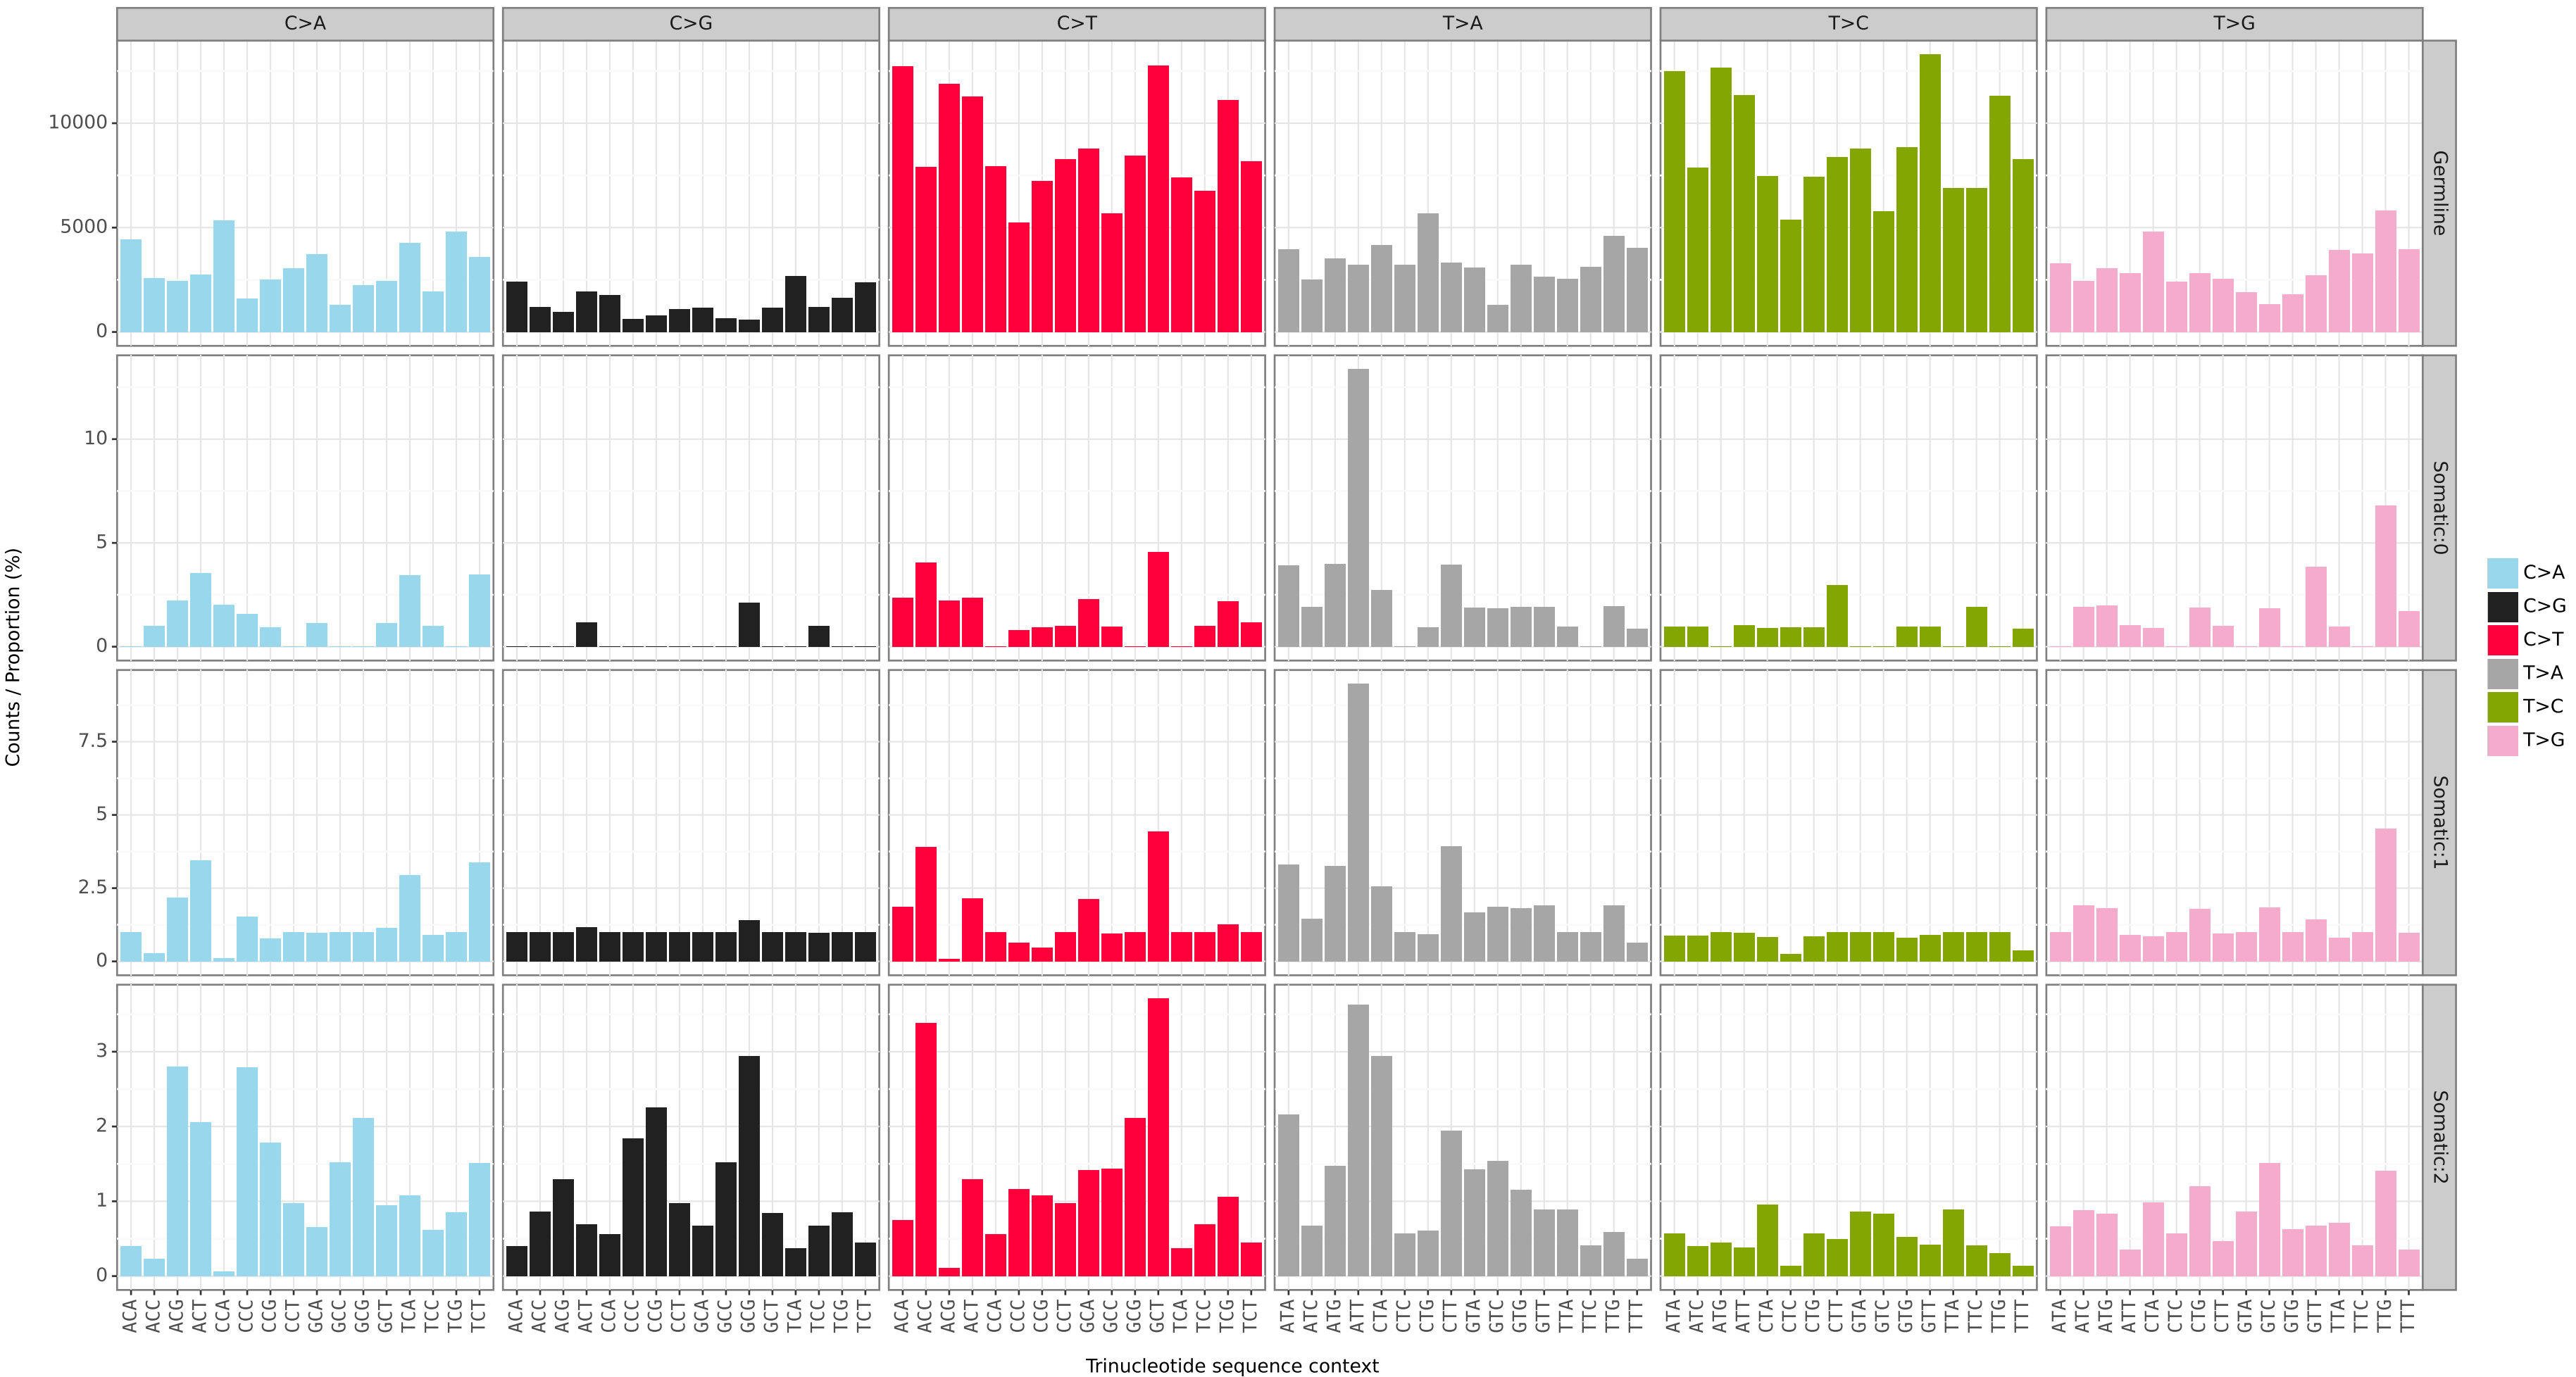 C>A C>G C>T T>A T>C T>G
10000
5000
0
Germline
10
5
0
Somatic:0
7.5
5
2.5
0
Somatic:1
3
2
1
0
Somatic:2
Counts / Proportion (%)
C>A
C>G
C>T
T>A
T>C
T>G
ACA ACC ACG ACT CCA CCC CCG CCT GCA GCC GCG GCT TCA TCC TCG TCT ACA ACC ACG ACT CCA CCC CCG CCT GCA GCC GCG GCT TCA TCC TCG TCT ACA ACC ACG ACT CCA CCC CCG CCT GCA GCC GCG GCT TCA TCC TCG TCT ATA ATC ATG ATT CTA CTC CTG CTT GTA GTC GTG GTT TTA TTC TTG TTT ATA ATC ATG ATT CTA CTC CTG CTT GTA GTC GTG GTT TTA TTC TTG TTT ATA ATC ATG ATT CTA CTC CTG CTT GTA GTC GTG GTT TTA TTC TTG TTT
Trinucleotide sequence context